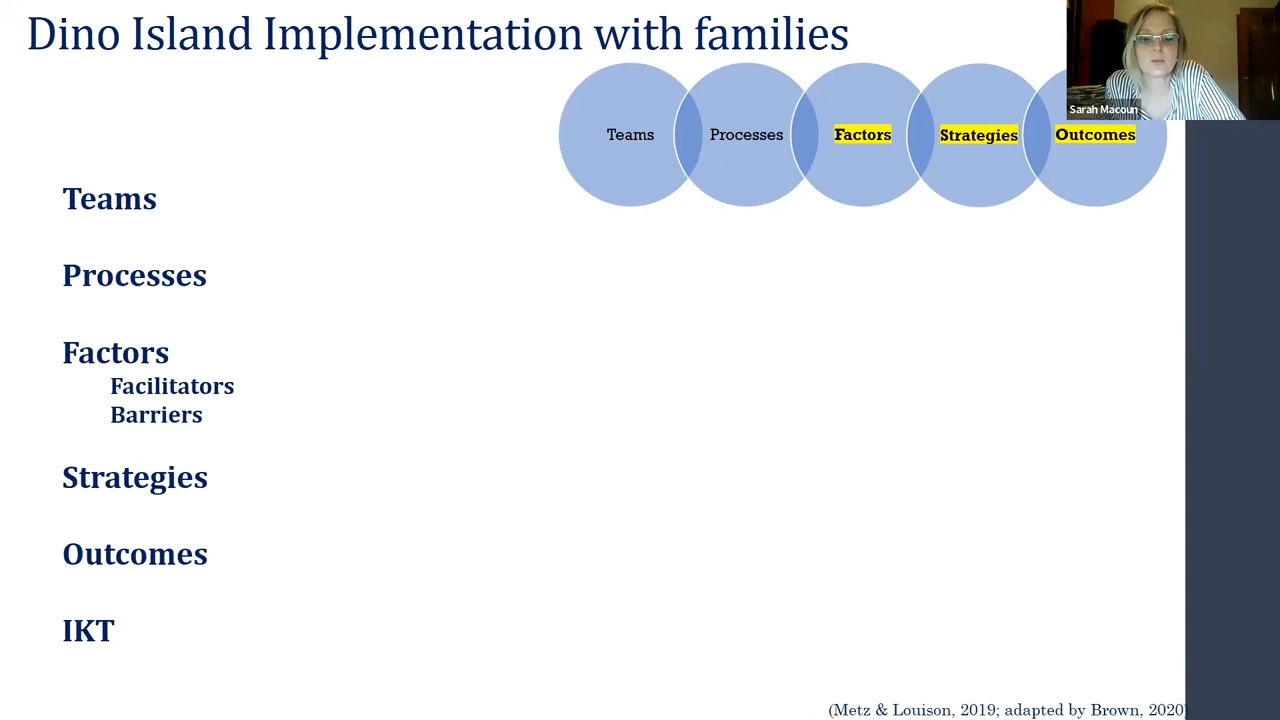 Dino Island Implementation with families
Sarah Macoun
Teams
Processes
Factors
Strategies
Outcomes
Teams
Processes
Factors
Facilitators
Barriers
Strategies
Outcomes
IKT
(Metz & Louison, 2019; adapted by Brown, 2020)